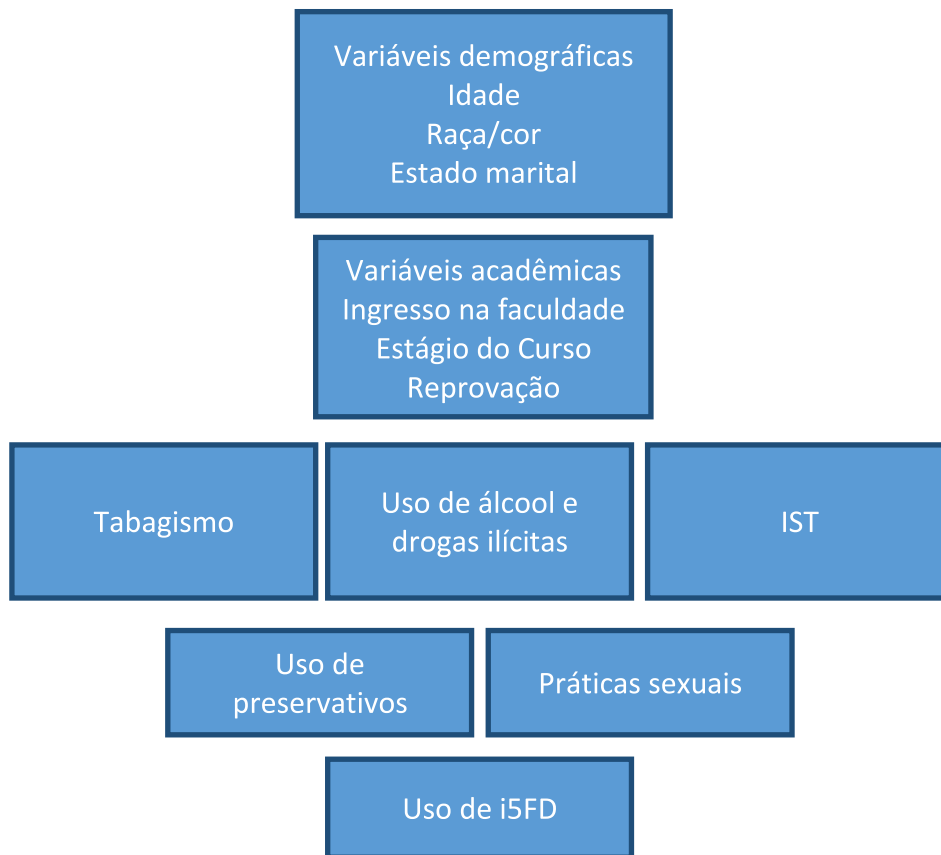 Variáveis demográficas
Idade
Raça/cor
Estado marital
Variáveis acadêmicas
Ingresso na faculdade
Estágio do Curso
Reprovação
Tabagismo
Uso de álcool e
drogas ilícitas
IST
Uso de
preservativos
Práticas sexuais
Uso de i5FD